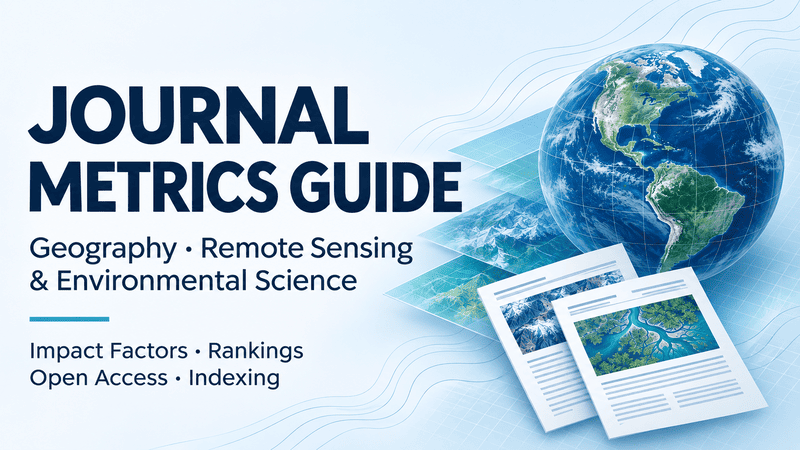 JOURNAL
METRICS GUIDE
Geography · Remote Sensing
& Environmental Science
Impact Factors · Rankings
Open Access · Indexing